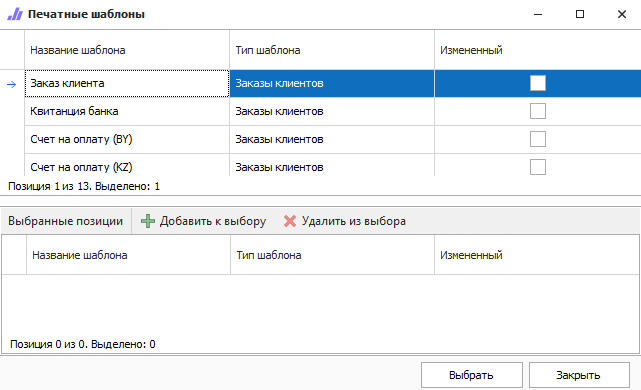 Печатные шаблоны
Название шаблона Тип шаблона Измененный
Заказ клиента Заказы клиентов
Квитанция банка Заказы клиентов
Счет на оплату (BY) Заказы клиентов
Счет на оплату (KZ) Заказы клиентов
Позиция 1 из 13. Выделено: 1
Выбранные позиции Добавить к выбору Удалить из выбора
Название шаблона Тип шаблона Измененный
Позиция 0 из 0. Выделено: 0
Выбрать Закрыть